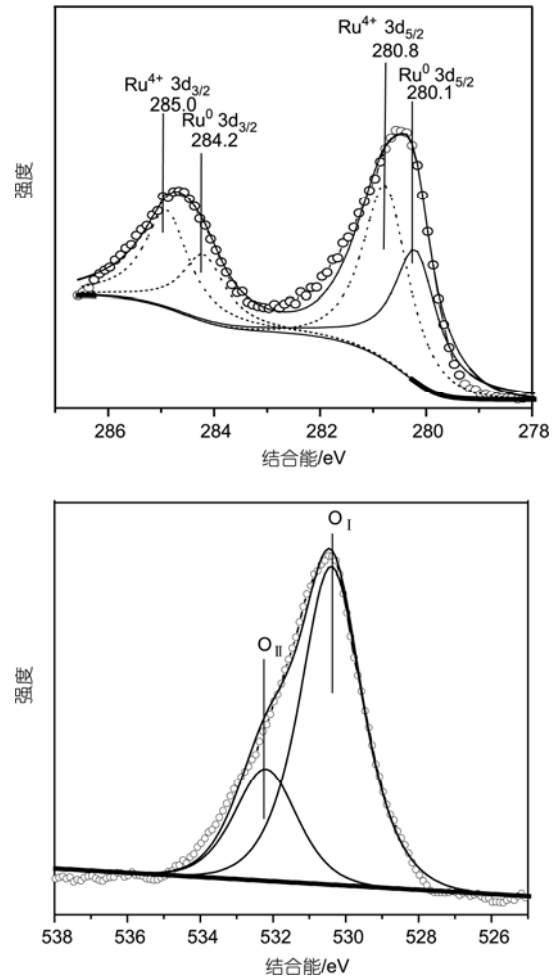 Ru⁴⁺ 3d₅/₂
280.8
Ru⁰ 3d₅/₂
280.1
Ru⁴⁺ 3d₃/₂
285.0
Ru⁰ 3d₃/₂
284.2
强度
286 284 282 280 278
结合能/eV
O Ⅰ
O Ⅱ
强度
538 536 534 532 530 528 526
结合能/eV